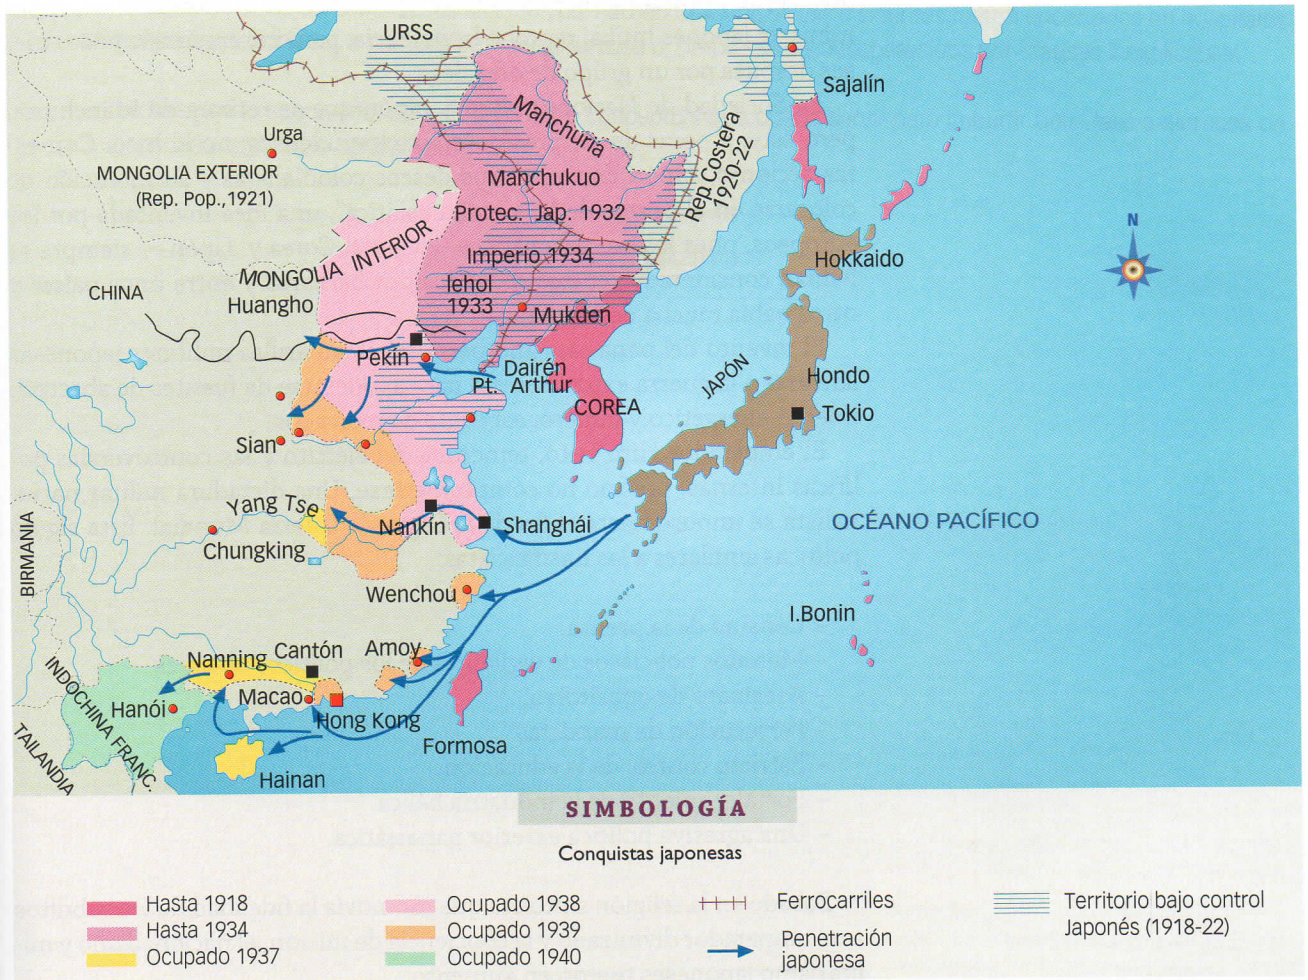 URSS
Sajalín
Manchuria
Urga
Rep. Costera
1920-22
MONGOLIA EXTERIOR
(Rep. Pop.,1921)
Manchukuo
Protec. Jap. 1932
MONGOLIA INTERIOR
Imperio 1934
Hokkaido
N
CHINA
Huangho
Iehol
1933
Mukden
Pekín
Dairén
Pt. Arthur
JAPÓN
Hondo
COREA
Tokio
Sian
Yang Tse
Nankín
Shanghái
OCÉANO PACÍFICO
Chungking
BIRMANIA
Wenchou
I.Bonin
Cantón
Amoy
Nanning
INDOCHINA FRANC.
Macao
Hanói
Hong Kong
Formosa
TAILANDIA
Hainan
SIMBOLOGÍA
Conquistas japonesas
Hasta 1918
Hasta 1934
Ocupado 1937
Ocupado 1938
Ocupado 1939
Ocupado 1940
Ferrocarriles
Penetración
japonesa
Territorio bajo control
Japonés (1918-22)